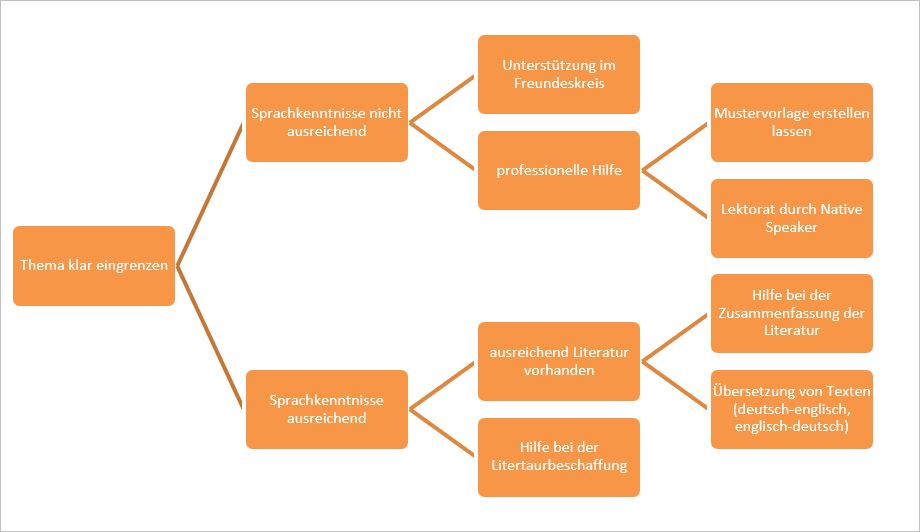 Thema klar eingrenzen
Sprachkenntnisse nicht
ausreichend
Unterstützung im
Freundeskreis
professionelle Hilfe
Mustervorlage erstellen
lassen
Lektorat durch Native
Speaker
Sprachkenntnisse
ausreichend
ausreichend Literatur
vorhanden
Hilfe bei der
Zusammenfassung der
Literatur
Übersetzung von Texten
(deutsch-englisch,
englisch-deutsch)
Hilfe bei der
Litertaurbeschaffung